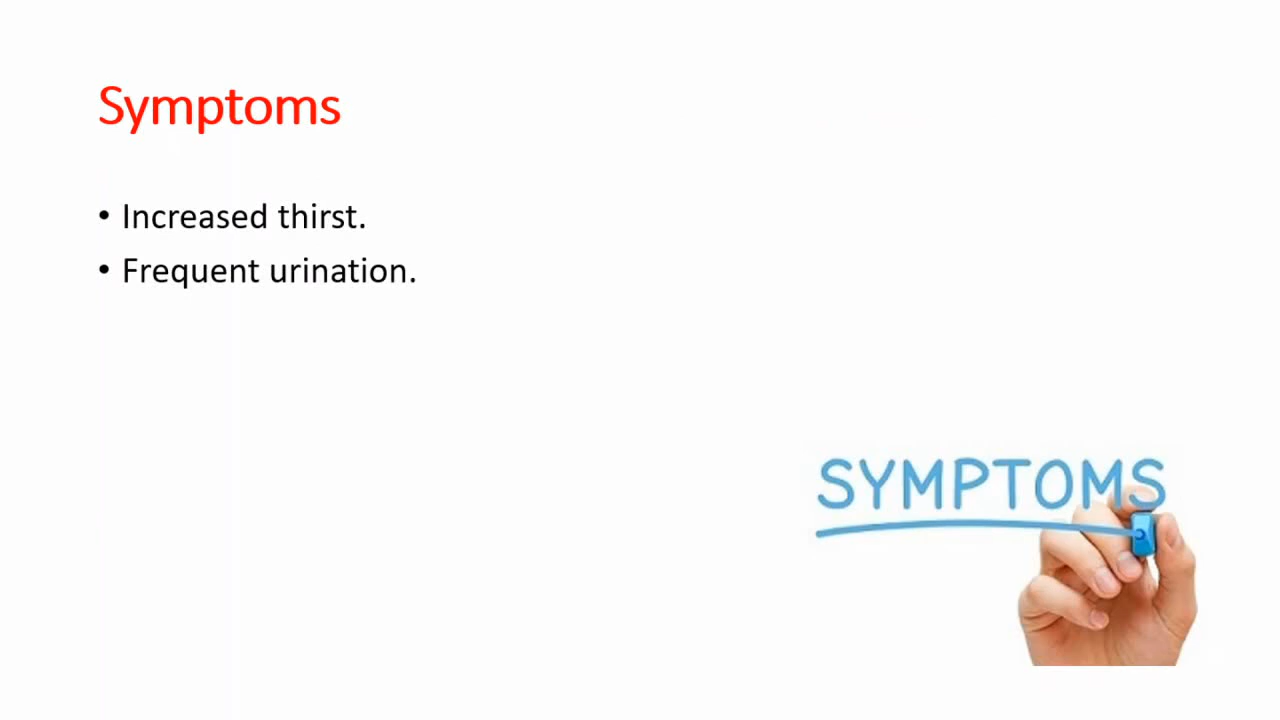 Symptoms
• Increased thirst.
• Frequent urination.
SYMPTOMS